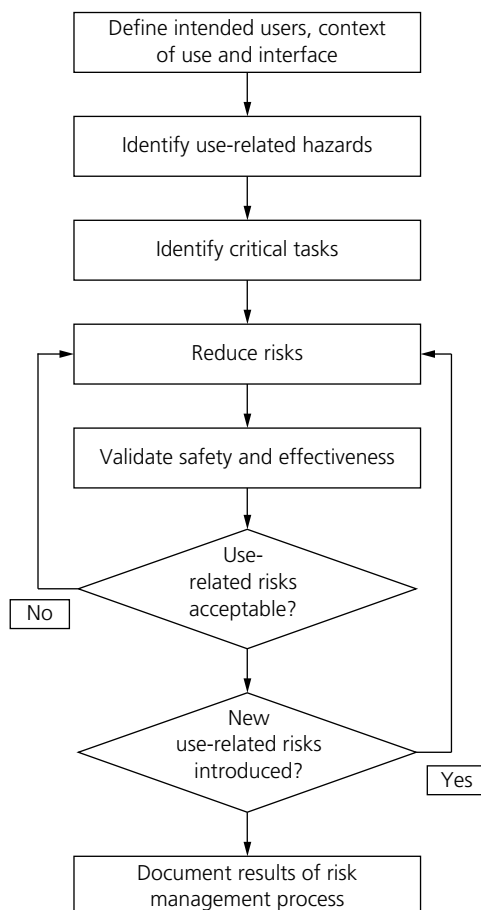 Define intended users, context
of use and interface
Identify use-related hazards
Identify critical tasks
Reduce risks
Validate safety and effectiveness
Use-
related risks
acceptable?
No
New
use-related risks
introduced?
Yes
Document results of risk
management process